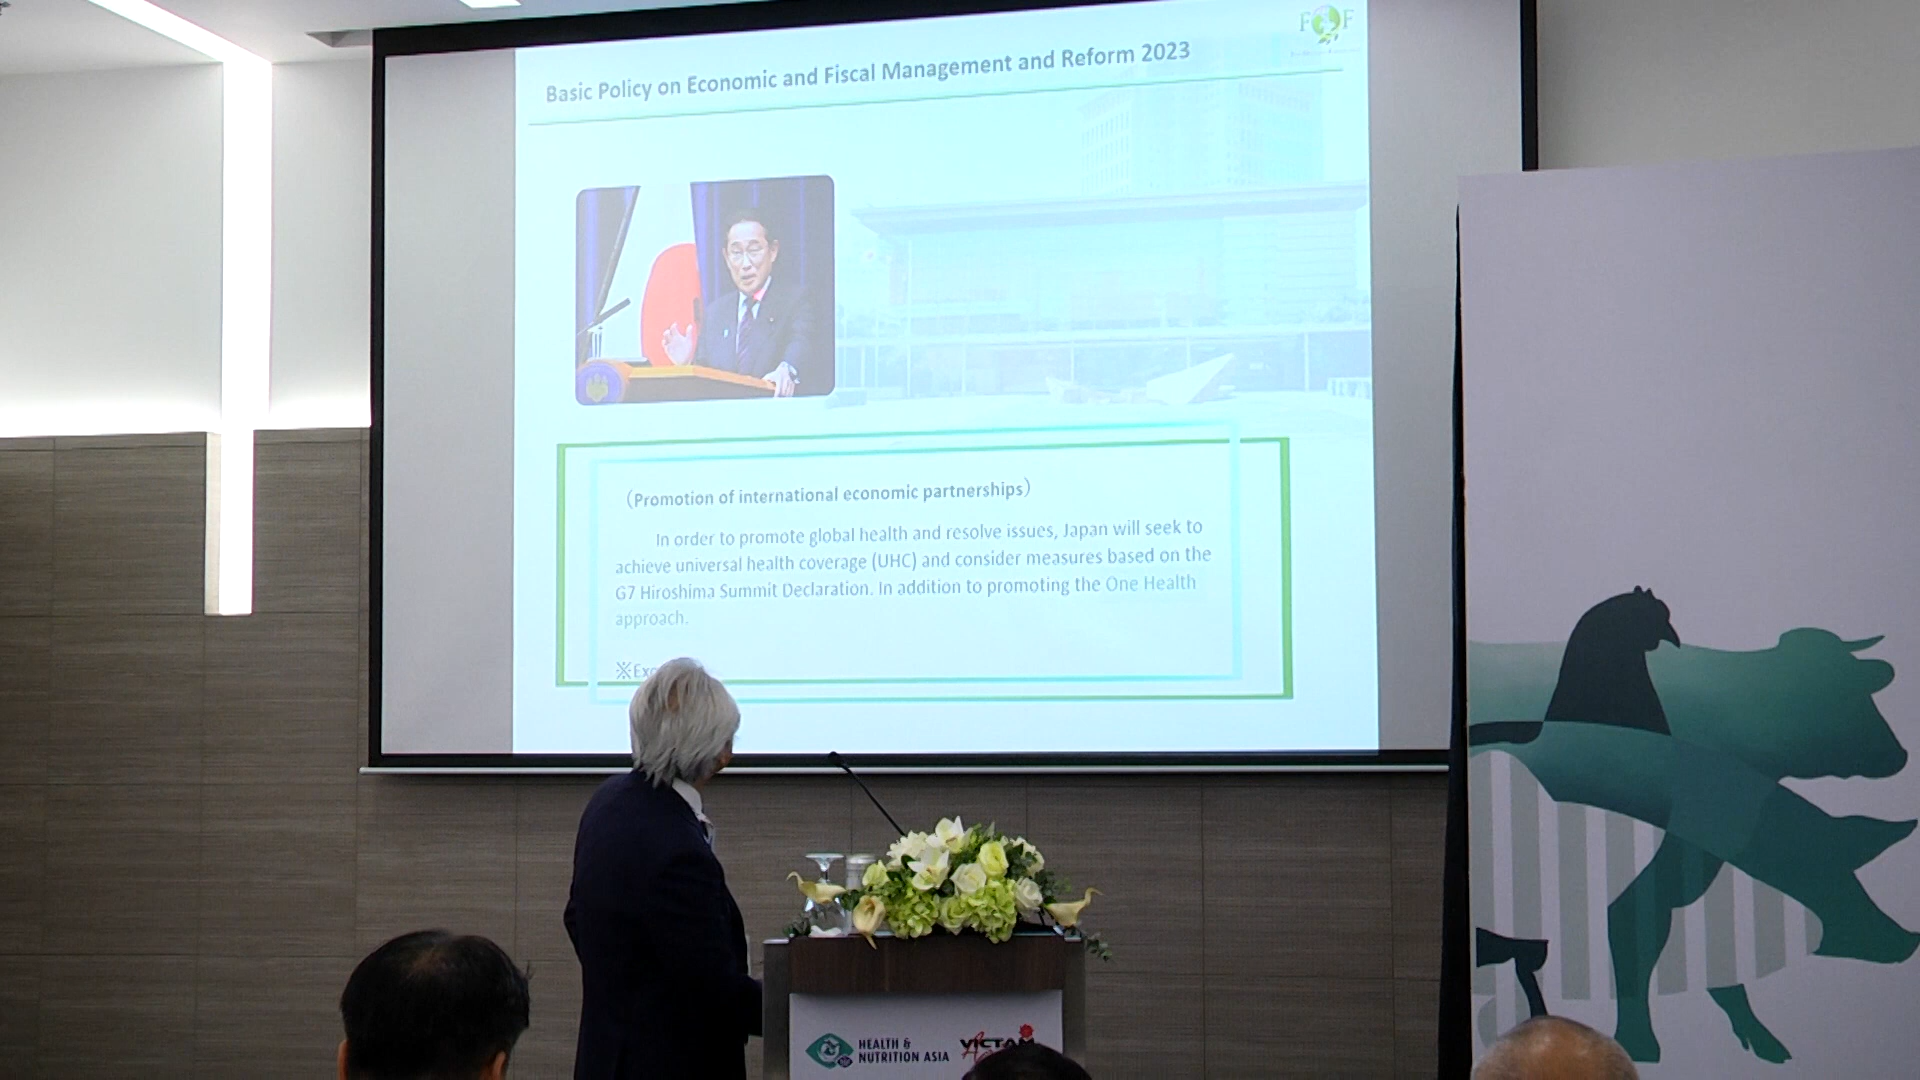 F F
Basic Policy on Economic and Fiscal Management and Reform 2023
（Promotion of international economic partnerships）
In order to promote global health and resolve issues, Japan will seek to
achieve universal health coverage (UHC) and consider measures based on the
G7 Hiroshima Summit Declaration. In addition to promoting the One Health
approach.
※
HEALTH &
NUTRITION ASIA
VICTAM